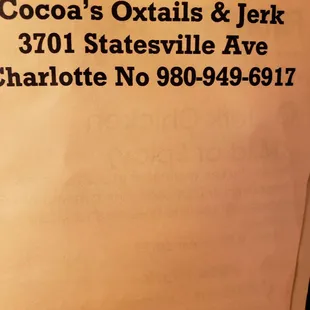 Cocoa's Oxtails & Jerk
3701 Statesville Ave
Charlotte No 980-949-6917